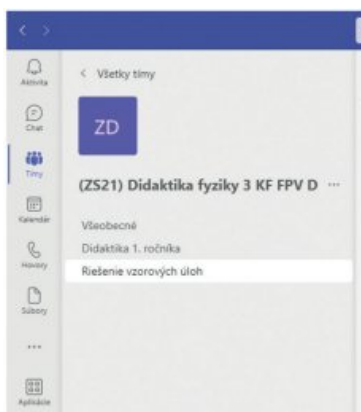 Aktivita
Chat
Tímy
Kalendár
Hovory
Súbory
Aplikácie
< Všetky tímy
ZD
(ZS21) Didaktika fyziky 3 KF FPV D ...
Všeobecné
Didaktika 1. ročníka
Riešenie vzorových úloh